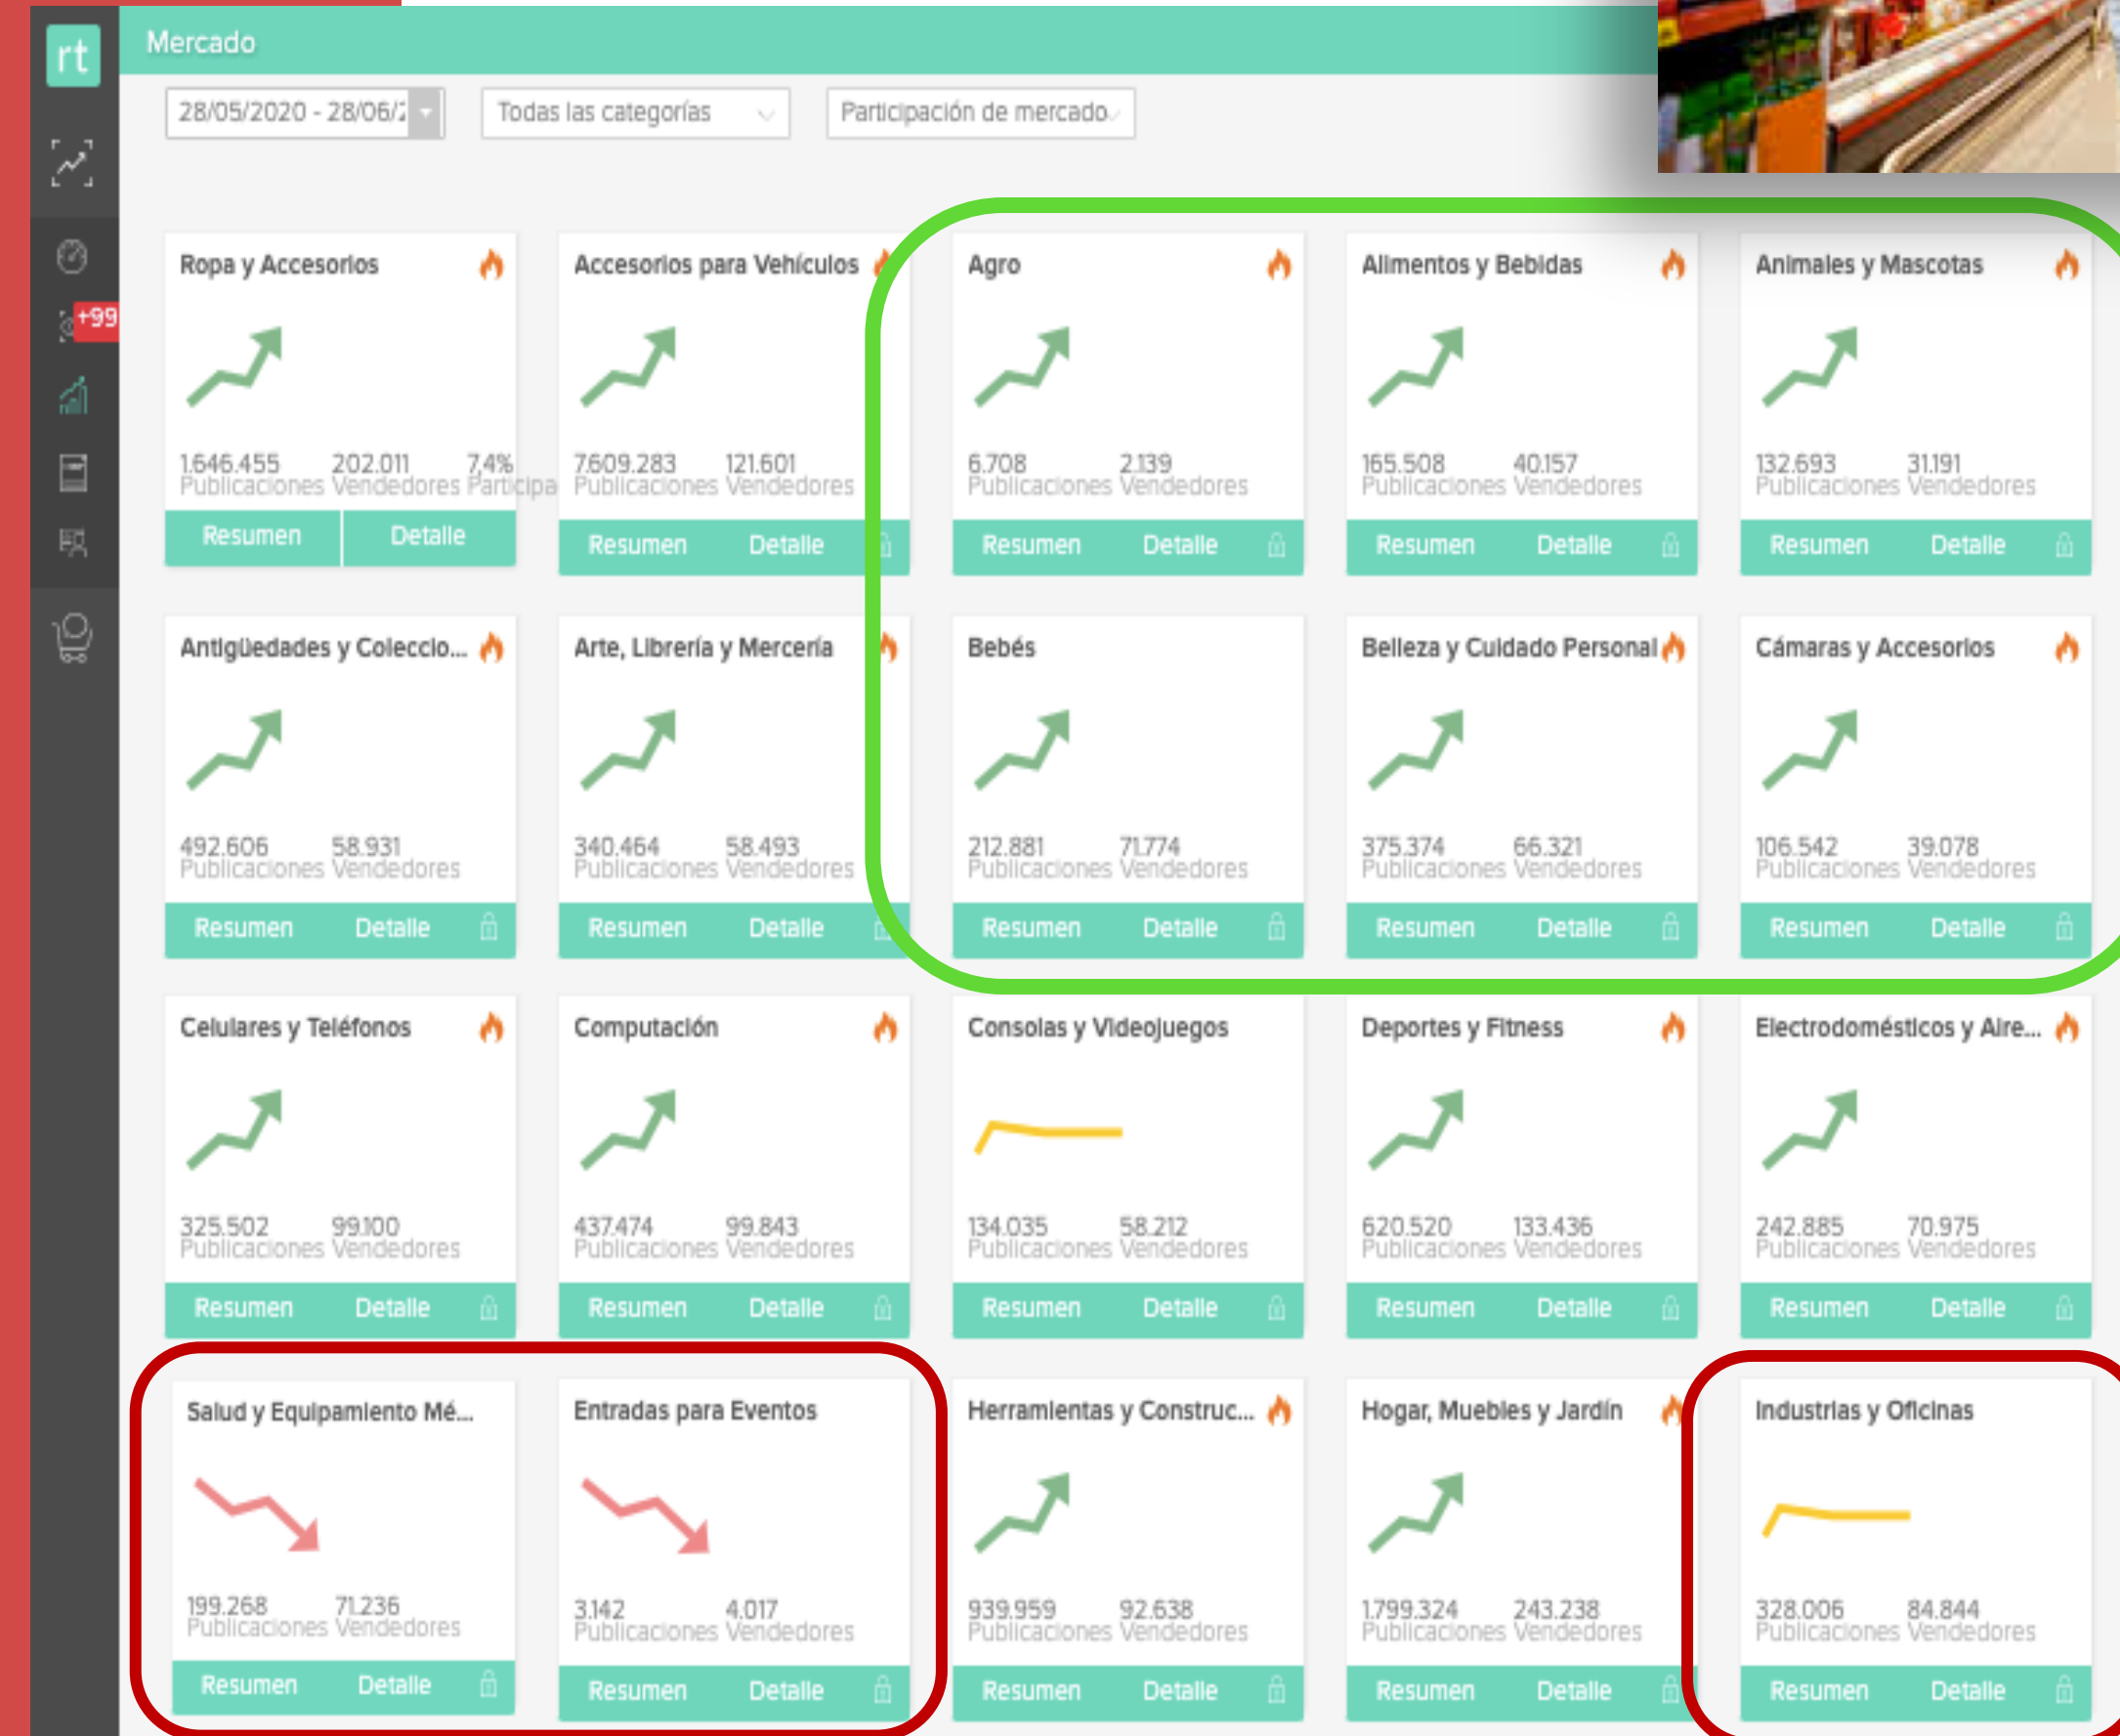 rt
Mercado
28/05/2020 - 28/06/2
Todas las categorías
Participación de mercado
+99
Ropa y Accesorios
1.646.455 202.011 7,4%
Publicaciones Vendedores Participa
Resumen Detalle
Accesorios para Vehículos
7.609.283 121.601
Publicaciones Vendedores
Resumen Detalle
Agro
6.708 2.139
Publicaciones Vendedores
Resumen Detalle
Alimentos y Bebidas
165.508 40.157
Publicaciones Vendedores
Resumen Detalle
Animales y Mascotas
132.693 31.191
Publicaciones Vendedores
Resumen Detalle
Antigüedades y Coleccio...
492.606 58.931
Publicaciones Vendedores
Resumen Detalle
Arte, Librería y Mercería
340.464 58.493
Publicaciones Vendedores
Resumen Detalle
Bebés
212.881 71.774
Publicaciones Vendedores
Resumen Detalle
Belleza y Cuidado Personal
375.374 66.321
Publicaciones Vendedores
Resumen Detalle
Cámaras y Accesorios
106.542 39.078
Publicaciones Vendedores
Resumen Detalle
Celulares y Teléfonos
325.502 99.100
Publicaciones Vendedores
Resumen Detalle
Computación
437.474 99.843
Publicaciones Vendedores
Resumen Detalle
Consolas y Videojuegos
134.035 58.212
Publicaciones Vendedores
Resumen Detalle
Deportes y Fitness
620.520 133.436
Publicaciones Vendedores
Resumen Detalle
Electrodomésticos y Aire...
242.885 70.975
Publicaciones Vendedores
Resumen Detalle
Salud y Equipamiento Mé...
199.268 71.236
Publicaciones Vendedores
Resumen Detalle
Entradas para Eventos
3.142 4.017
Publicaciones Vendedores
Resumen Detalle
Herramientas y Construc...
939.959 92.638
Publicaciones Vendedores
Resumen Detalle
Hogar, Muebles y Jardín
1.799.324 243.238
Publicaciones Vendedores
Resumen Detalle
Industrias y Oficinas
328.006 84.844
Publicaciones Vendedores
Resumen Detalle